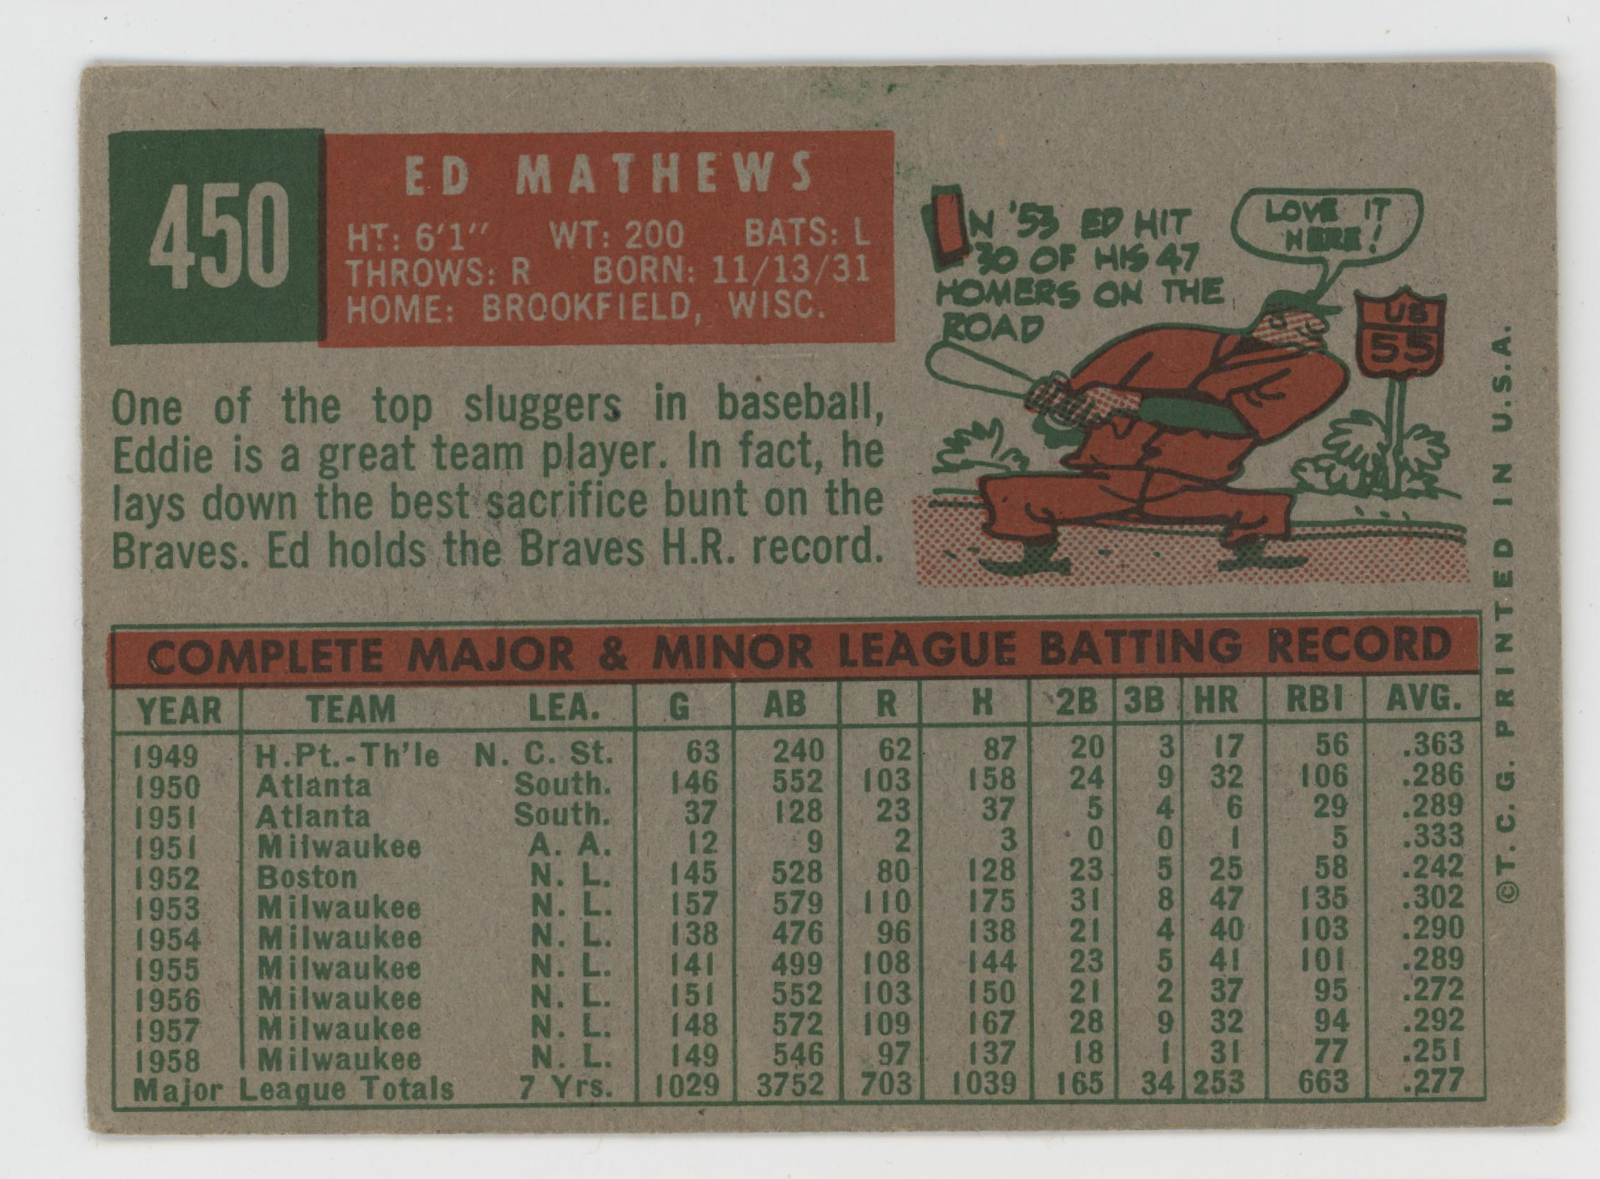 450
ED MATHEWS
HT: 6'1" WT: 200 BATS: L
THROWS: R BORN: 11/13/31
HOME: BROOKFIELD, WISC.
IN '53 ED HIT
30 OF HIS 47
HOMERS ON THE
ROAD
LOVE IT
HERE!
US
55
One of the top sluggers in baseball,
Eddie is a great team player. In fact, he
lays down the best sacrifice bunt on the
Braves. Ed holds the Braves H.R. record.
COMPLETE MAJOR & MINOR LEAGUE BATTING RECORD
YEAR TEAM LEA. G AB R H 2B 3B HR RBI AVG.
1949 H.Pt.-Th'le N. C. St. 63 240 62 87 20 3 17 56 .363
1950 Atlanta South. 146 552 103 158 24 9 32 106 .286
1951 Atlanta South. 37 128 23 37 5 4 6 29 .289
1951 Milwaukee A. A. 12 9 2 3 0 0 1 5 .333
1952 Boston N. L. 145 528 80 128 23 5 25 58 .242
1953 Milwaukee N. L. 157 579 110 175 31 8 47 135 .302
1954 Milwaukee N. L. 138 476 96 138 21 4 40 103 .290
1955 Milwaukee N. L. 141 499 108 144 23 5 41 101 .289
1956 Milwaukee N. L. 151 552 103 150 21 2 37 95 .272
1957 Milwaukee N. L. 148 572 109 167 28 9 32 94 .292
1958 Milwaukee N. L. 149 546 97 137 18 1 31 77 .251
Major League Totals 7 Yrs. 1029 3752 703 1039 165 34 253 663 .277
©T. C. G. PRINTED IN U.S.A.